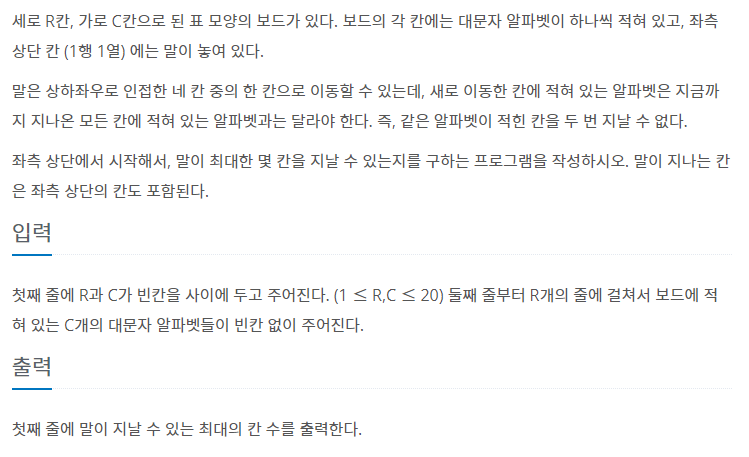 세로 R칸, 가로 C칸으로 된 표 모양의 보드가 있다. 보드의 각 칸에는 대문자 알파벳이 하나씩 적혀 있고, 좌측
상단 칸 (1행 1열) 에는 말이 놓여 있다.
말은 상하좌우로 인접한 네 칸 중의 한 칸으로 이동할 수 있는데, 새로 이동한 칸에 적혀 있는 알파벳은 지금까
지 지나온 모든 칸에 적혀 있는 알파벳과는 달라야 한다. 즉, 같은 알파벳이 적힌 칸을 두 번 지날 수 없다.
좌측 상단에서 시작해서, 말이 최대한 몇 칸을 지날 수 있는지를 구하는 프로그램을 작성하시오. 말이 지나는 칸
은 좌측 상단의 칸도 포함된다.
입력
첫째 줄에 R과 C가 빈칸을 사이에 두고 주어진다. (1 ≤ R,C ≤ 20) 둘째 줄부터 R개의 줄에 걸쳐서 보드에 적
혀 있는 C개의 대문자 알파벳들이 빈칸 없이 주어진다.
출력
첫째 줄에 말이 지날 수 있는 최대의 칸 수를 출력한다.